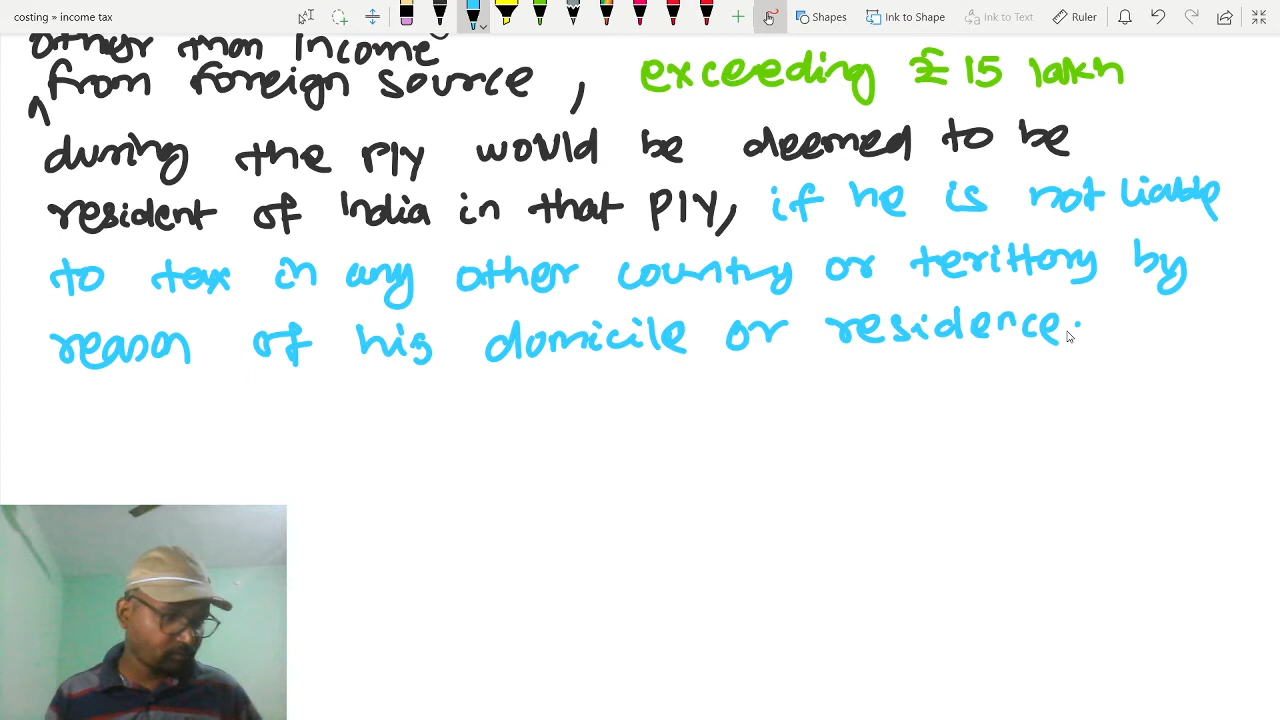 costing » income tax
Shapes
Ink to Shape
Ink to Text
Ruler
other than income
from foreign source , exceeding ₹ 15 lakh
during the P/Y would be deemed to be
resident of India in that P/Y, if he is not liable
to tax in any other country or terittory by
reason of his domicile or residence.